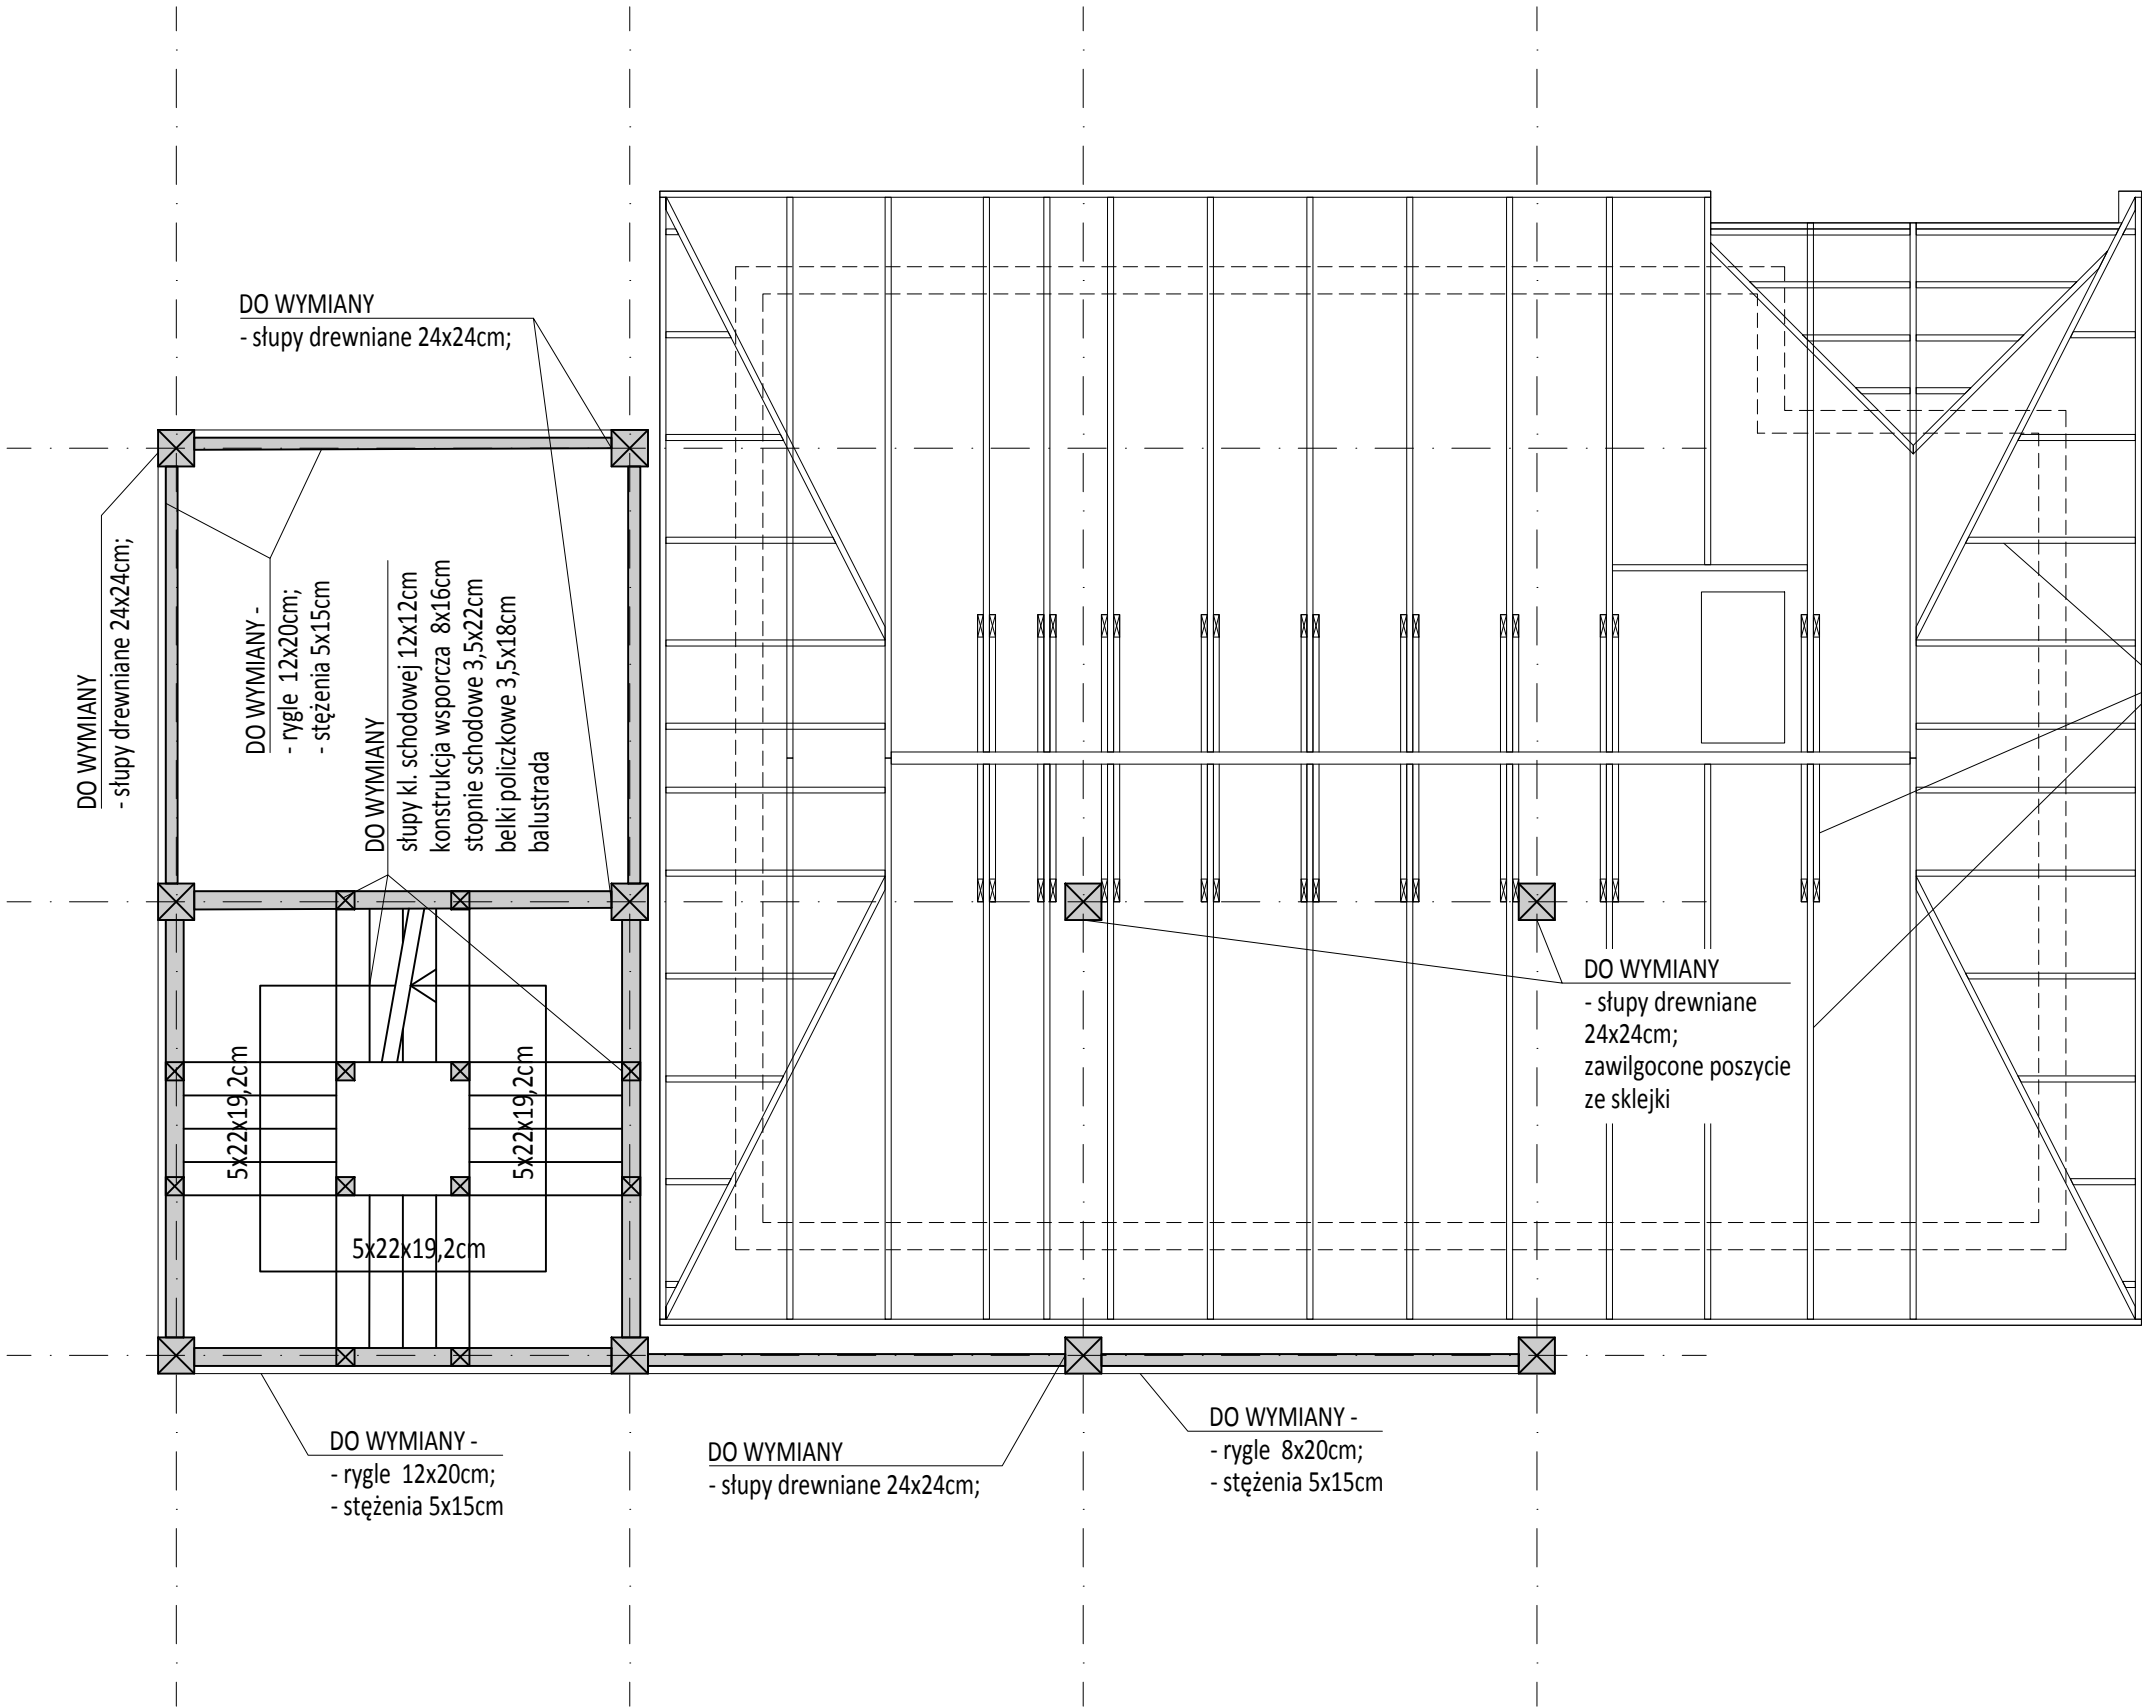 DO WYMIANY
- słupy drewniane 24x24cm;
DO WYMIANY
- słupy drewniane 24x24cm;
DO WYMIANY -
- rygle 12x20cm;
- stężenia 5x15cm
DO WYMIANY
słupy kl. schodowej 12x12cm
konstrukcja wsporcza 8x16cm
stopnie schodowe 3,5x22cm
belki policzkowe 3,5x18cm
balustrada
DO WYMIANY
- słupy drewniane
24x24cm;
zawilgocone poszycie
ze sklejki
5x22x19,2cm
5x22x19,2cm
5x22x19,2cm
DO WYMIANY -
- rygle 12x20cm;
- stężenia 5x15cm
DO WYMIANY
- słupy drewniane 24x24cm;
DO WYMIANY -
- rygle 8x20cm;
- stężenia 5x15cm